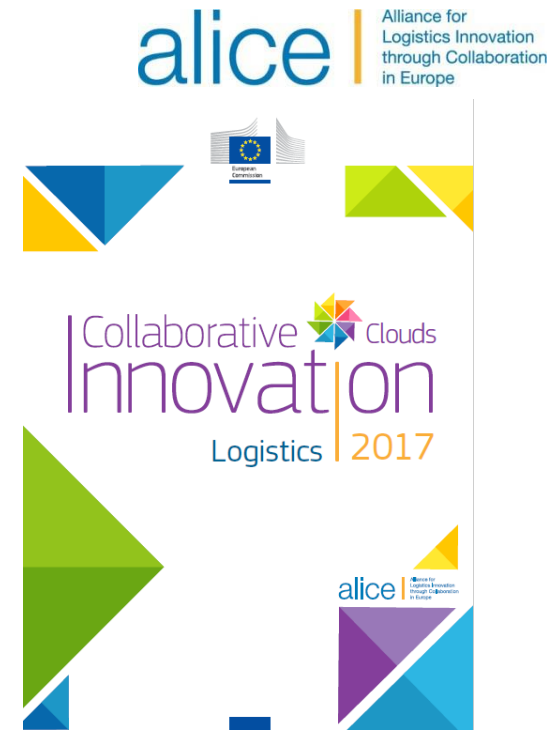 alice
Alliance for
Logistics Innovation
through Collaboration
in Europe
European
Commission
Collaborative Clouds
Innovation
Logistics 2017
alice
Alliance for
Logistics Innovation
through Collaboration
in Europe